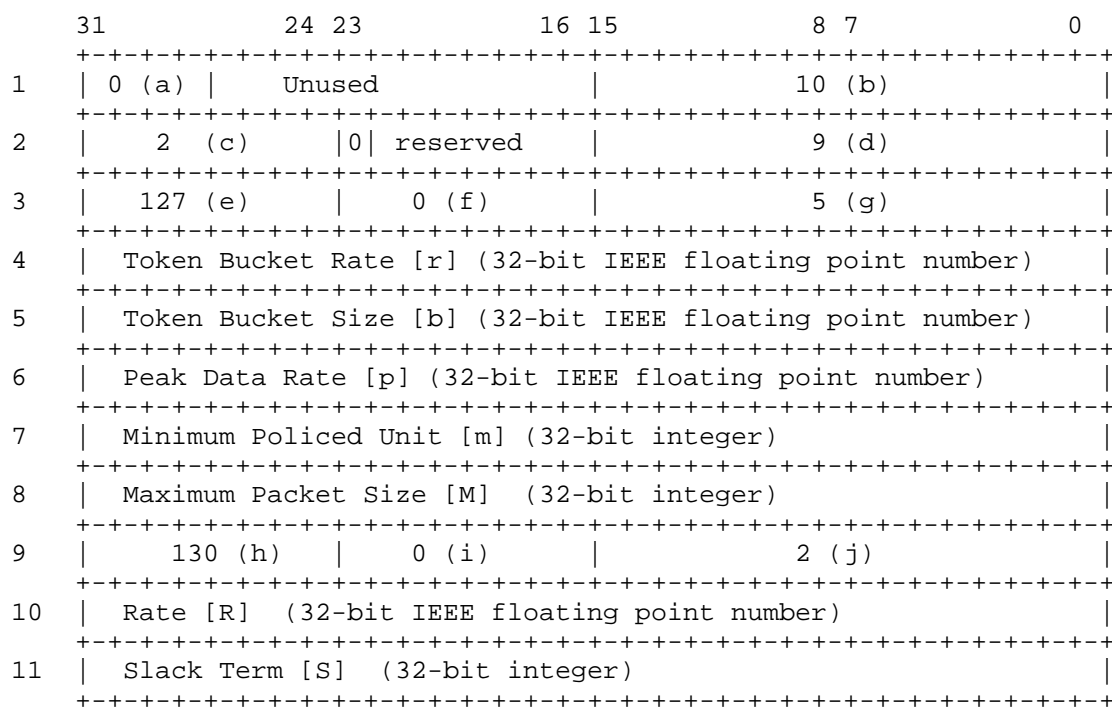 31           24 23           16 15            8 7             0
+-+-+-+-+-+-+-+-+-+-+-+-+-+-+-+-+-+-+-+-+-+-+-+-+-+-+-+-+-+-+-+-+
1   | 0 (a) |    Unused             |            10 (b)             |
+-+-+-+-+-+-+-+-+-+-+-+-+-+-+-+-+-+-+-+-+-+-+-+-+-+-+-+-+-+-+-+-+
2   |    2  (c)     |0| reserved    |             9 (d)             |
+-+-+-+-+-+-+-+-+-+-+-+-+-+-+-+-+-+-+-+-+-+-+-+-+-+-+-+-+-+-+-+-+
3   |   127 (e)     |    0 (f)      |             5 (g)             |
+-+-+-+-+-+-+-+-+-+-+-+-+-+-+-+-+-+-+-+-+-+-+-+-+-+-+-+-+-+-+-+-+
4   |  Token Bucket Rate [r] (32-bit IEEE floating point number)    |
+-+-+-+-+-+-+-+-+-+-+-+-+-+-+-+-+-+-+-+-+-+-+-+-+-+-+-+-+-+-+-+-+
5   |  Token Bucket Size [b] (32-bit IEEE floating point number)    |
+-+-+-+-+-+-+-+-+-+-+-+-+-+-+-+-+-+-+-+-+-+-+-+-+-+-+-+-+-+-+-+-+
6   |  Peak Data Rate [p] (32-bit IEEE floating point number)       |
+-+-+-+-+-+-+-+-+-+-+-+-+-+-+-+-+-+-+-+-+-+-+-+-+-+-+-+-+-+-+-+-+
7   |  Minimum Policed Unit [m] (32-bit integer)                    |
+-+-+-+-+-+-+-+-+-+-+-+-+-+-+-+-+-+-+-+-+-+-+-+-+-+-+-+-+-+-+-+-+
8   |  Maximum Packet Size [M]  (32-bit integer)                    |
+-+-+-+-+-+-+-+-+-+-+-+-+-+-+-+-+-+-+-+-+-+-+-+-+-+-+-+-+-+-+-+-+
9   |     130 (h)   |    0 (i)      |            2 (j)              |
+-+-+-+-+-+-+-+-+-+-+-+-+-+-+-+-+-+-+-+-+-+-+-+-+-+-+-+-+-+-+-+-+
10  |  Rate [R]  (32-bit IEEE floating point number)                |
+-+-+-+-+-+-+-+-+-+-+-+-+-+-+-+-+-+-+-+-+-+-+-+-+-+-+-+-+-+-+-+-+
11  |  Slack Term [S]  (32-bit integer)                             |
+-+-+-+-+-+-+-+-+-+-+-+-+-+-+-+-+-+-+-+-+-+-+-+-+-+-+-+-+-+-+-+-+